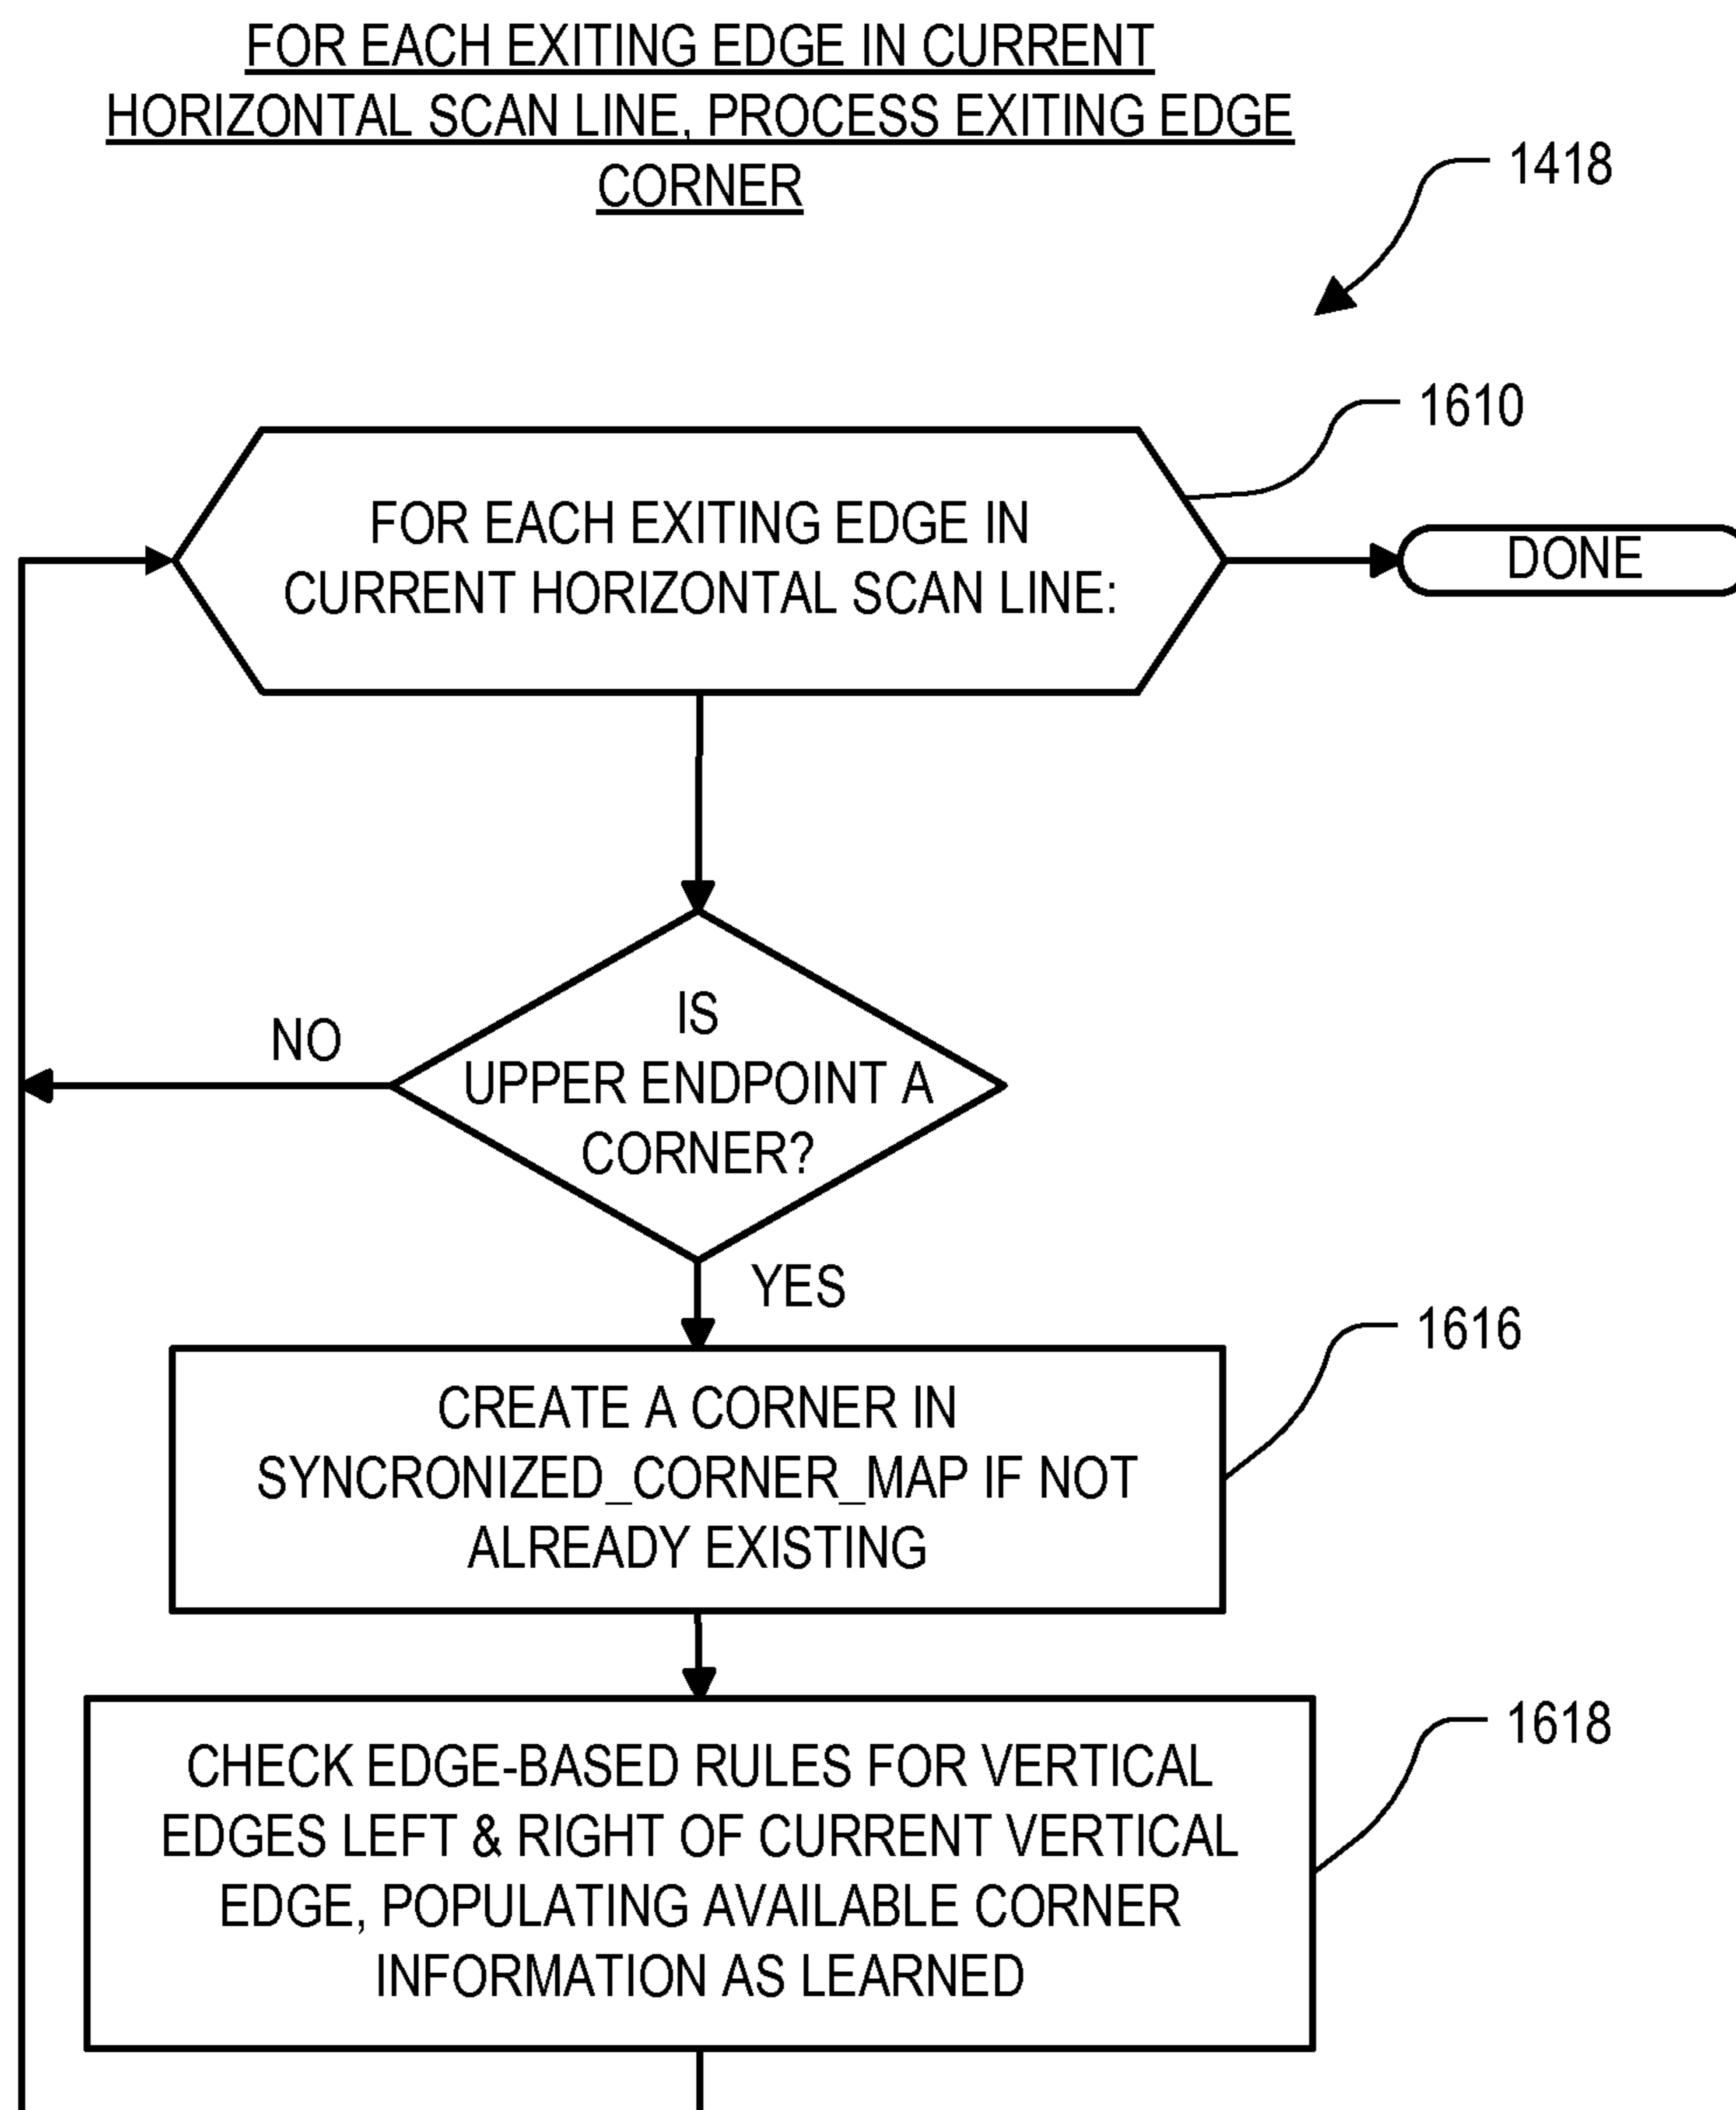 FOR EACH EXITING EDGE IN CURRENT
HORIZONTAL SCAN LINE, PROCESS EXITING EDGE
CORNER
1418
1610
FOR EACH EXITING EDGE IN
CURRENT HORIZONTAL SCAN LINE:
DONE
IS
UPPER ENDPOINT A
CORNER?
NO
YES
1616
CREATE A CORNER IN
SYNCRONIZED_CORNER_MAP IF NOT
ALREADY EXISTING
1618
CHECK EDGE-BASED RULES FOR VERTICAL
EDGES LEFT & RIGHT OF CURRENT VERTICAL
EDGE, POPULATING AVAILABLE CORNER
INFORMATION AS LEARNED